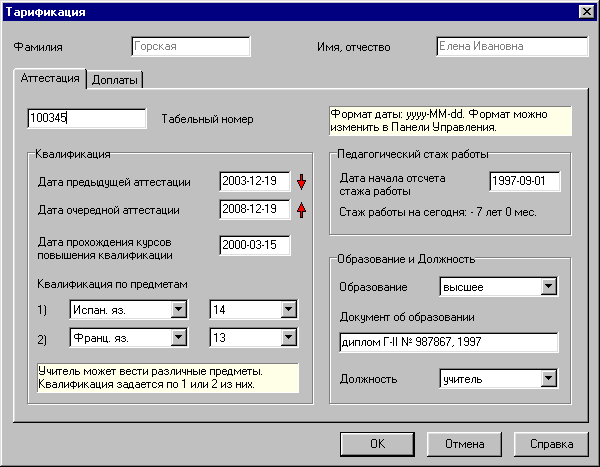 Тарификация
Фамилия
Горская
Имя, отчество
Елена Ивановна
Аттестация
Доплаты
100345
Табельный номер
Формат даты: yyyy-MM-dd. Формат можно
изменить в Панели Управления.
Квалификация
Дата предыдущей аттестации
2003-12-19
Дата очередной аттестации
2008-12-19
Дата прохождения курсов
повышения квалификации
2000-03-15
Квалификация по предметам
1)
Испан. яз.
14
2)
Франц. яз.
13
Учитель может вести различные предметы.
Квалификация задается по 1 или 2 из них.
Педагогический стаж работы
Дата начала отсчета
стажа работы
1997-09-01
Стаж работы на сегодня: - 7 лет 0 мес.
Образование и Должность
Образование
высшее
Документ об образовании
диплом Г-II № 987867, 1997
Должность
учитель
OK
Отмена
Справка